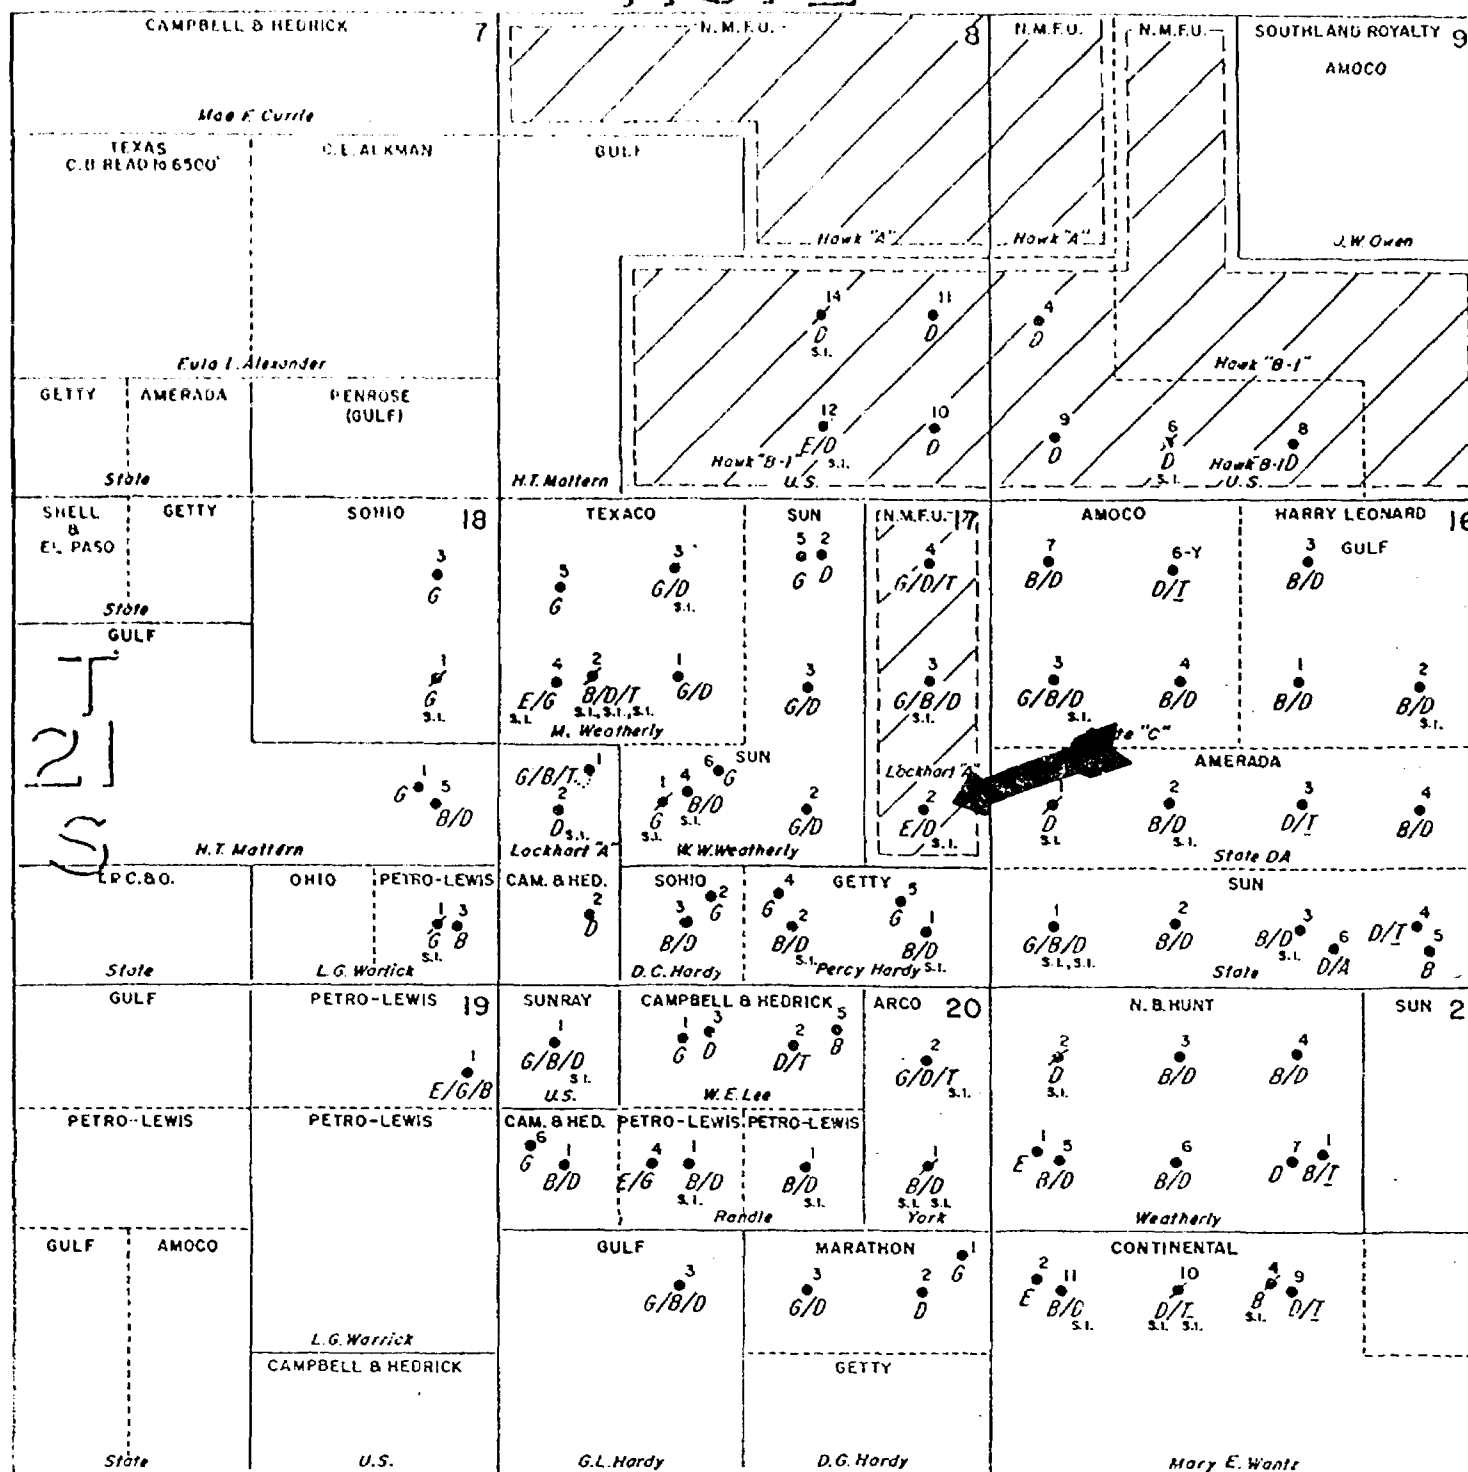 CAMPBELL & HEDRICK 7
Mae F. Currie
N.M.F.U. 8
N.M.F.U.
N.M.F.U.
SOUTHLAND ROYALTY 9
AMOCO
J.W. Owen
TEXAS
C.E. ALKMAN
Eula I. Alexander
GULF
Hawk "A"
Hawk "A"
14
D
S.I.
11
D
4
D
Hawk "B-1"
GETTY
AMERADA
State
PENROSE
(GULF)
H.T. Mattern
12
E/D
S.I.
10
D
Hawk "B-1"
U.S.
9
D
6
D
S.I.
8
D
Hawk B-1
U.S.
SHELL
&
EL PASO
GETTY
State
SOHIO 18
3
G
1
G
S.I.
TEXACO
5
G
3
G/D
S.I.
4
E/G
S.I.
2
B/D/T
S.I., S.I., S.I.
1
G/D
M. Weatherly
SUN
5
G
2
D
3
G/D
N.M.F.U. 17
4
G/D/T
3
G/B/D
S.I.
Lockhart "A"
2
E/D
S.I.
AMOCO
7
B/D
6-Y
D/T
3
G/B/D
S.I.
4
B/D
"C"
HARRY LEONARD 16
GULF
3
B/D
1
B/D
2
B/D
S.I.
T
21
S
GULF
1
G
5
B/D
H.T. Mattern
G/B/T
1
2
D
S.I.
Lockhart "A"
SUN
6
G
1
G
S.I.
4
B/D
S.I.
2
G/D
W.W. Weatherly
AMERADA
1
D
S.I.
2
B/D
S.I.
3
D/T
4
B/D
State DA
E.P.C.&O.
State
OHIO
PETRO-LEWIS
1
G
S.I.
3
B
L.G. Warlick
CAM. & HED.
2
D
SOHIO
2
G
3
B/D
D.C. Hardy
GETTY
4
G
2
B/D
S.I.
5
G
1
B/D
S.I.
Percy Hardy
SUN
1
G/B/D
S.I., S.I.
2
B/D
3
B/D
S.I.
6
D/A
4
D/T
5
B
State
GULF
PETRO-LEWIS 19
1
E/G/B
SUNRAY
1
G/B/D
S.I.
U.S.
CAMPBELL & HEDRICK
1
G
3
D
2
D/T
5
B
W.E. Lee
ARCO 20
2
G/D/T
S.I.
N.B. HUNT
2
D
S.I.
3
B/D
4
B/D
SUN 2
PETRO-LEWIS
PETRO-LEWIS
CAM. & HED.
6
G
1
B/D
PETRO-LEWIS
4
E/G
1
B/D
S.I.
PETRO-LEWIS
1
B/D
S.I.
Randle
1
B/D
S.I. S.I.
York
1
E
5
B/D
6
B/D
7
D
1
B/T
Weatherly
GULF
AMOCO
State
L.G. Warrick
GULF
3
G/B/D
G.L. Hardy
MARATHON
3
G/D
2
D
1
G
CONTINENTAL
2
E
11
B/D
S.I.
10
D/T
S.I. S.I.
4
B
S.I.
9
D/T
CAMPBELL & HEDRICK
U.S.
GETTY
D.G. Hardy
Mary E. Wantz